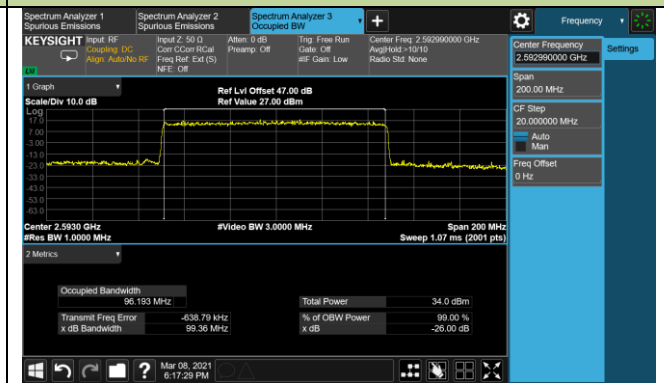 Spectrum Analyzer 1
Spurious Emissions
Spectrum Analyzer 2
Spurious Emissions
Spectrum Analyzer 3
Occupied BW
Frequency
KEYSIGHT
Input: RF
Coupling: DC
Align: Auto/No RF
Input Z: 50 Ω
Corr CCorr RCal
Freq Ref: Ext (S)
NFE: Off
Atten: 0 dB
Preamp: Off
Trig: Free Run
Gate: Off
#IF Gain: Low
Center Freq: 2.592990000 GHz
Avg|Hold:>10/10
Radio Std: None
LW
Center Frequency
2.592990000 GHz
Settings
Span
200.00 MHz
CF Step
20.000000 MHz
Auto
Man
Freq Offset
0 Hz
1 Graph
Scale/Div 10.0 dB
Ref Lvl Offset 47.00 dB
Ref Value 27.00 dBm
Log
17.0
7.00
-3.00
-13.0
-23.0
-33.0
-43.0
-53.0
-63.0
Center 2.5930 GHz
#Res BW 1.0000 MHz
#Video BW 3.0000 MHz
Span 200 MHz
Sweep 1.07 ms (2001 pts)
2 Metrics
Occupied Bandwidth
96.193 MHz
Total Power 34.0 dBm
Transmit Freq Error -638.79 kHz
% of OBW Power 99.00 %
x dB Bandwidth 99.36 MHz
x dB -26.00 dB
?
Mar 08, 2021
6:17:29 PM